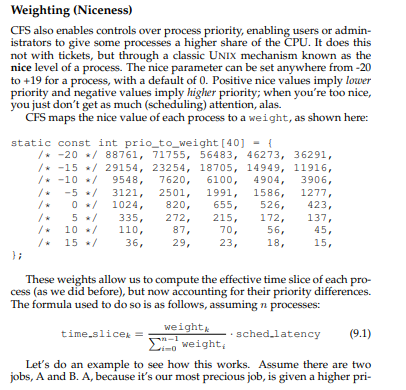 Weighting (Niceness)
CFS also enables controls over process priority, enabling users or admin-
istrators to give some processes a higher share of the CPU. It does this
not with tickets, but through a classic UNIX mechanism known as the
nice level of a process. The nice parameter can be set anywhere from -20
to +19 for a process, with a default of 0. Positive nice values imply lower
priority and negative values imply higher priority; when you're too nice,
you just don't get as much (scheduling) attention, alas.
CFS maps the nice value of each process to a weight, as shown here:
static const int prio_to_weight[40] = {
/* -20 */ 88761, 71755, 56483, 46273, 36291,
/* -15 */ 29154, 23254, 18705, 14949, 11916,
/* -10 */ 9548, 7620, 6100, 4904, 3906,
/* -5 */ 3121, 2501, 1991, 1586, 1277,
/* 0 */ 1024, 820, 655, 526, 423,
/* 5 */ 335, 272, 215, 172, 137,
/* 10 */ 110, 87, 70, 56, 45,
/* 15 */ 36, 29, 23, 18, 15,
};
These weights allow us to compute the effective time slice of each pro-
cess (as we did before), but now accounting for their priority differences.
The formula used to do so is as follows, assuming n processes:
time_slice_k = weight_k / ∑_{i=0}^{n−1} weight_i · sched_latency (9.1)
Let's do an example to see how this works. Assume there are two
jobs, A and B. A, because it's our most precious job, is given a higher pri-